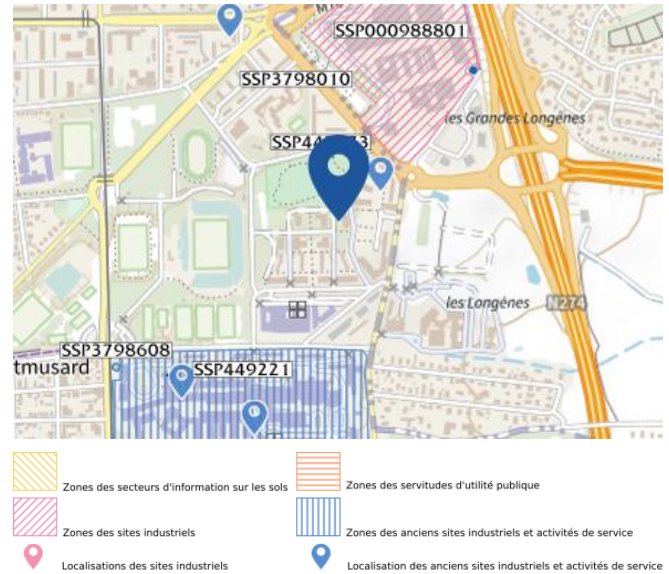 SSP000988801
SSP3798010
les Grandes Longénes
les Longénes
N274
SSP3798608
tmusard
SSP449221
Zones des secteurs d'information sur les sols
Zones des servitudes d'utilité publique
Zones des sites industriels
Zones des anciens sites industriels et activités de service
Localisations des sites industriels
Localisation des anciens sites industriels et activités de service